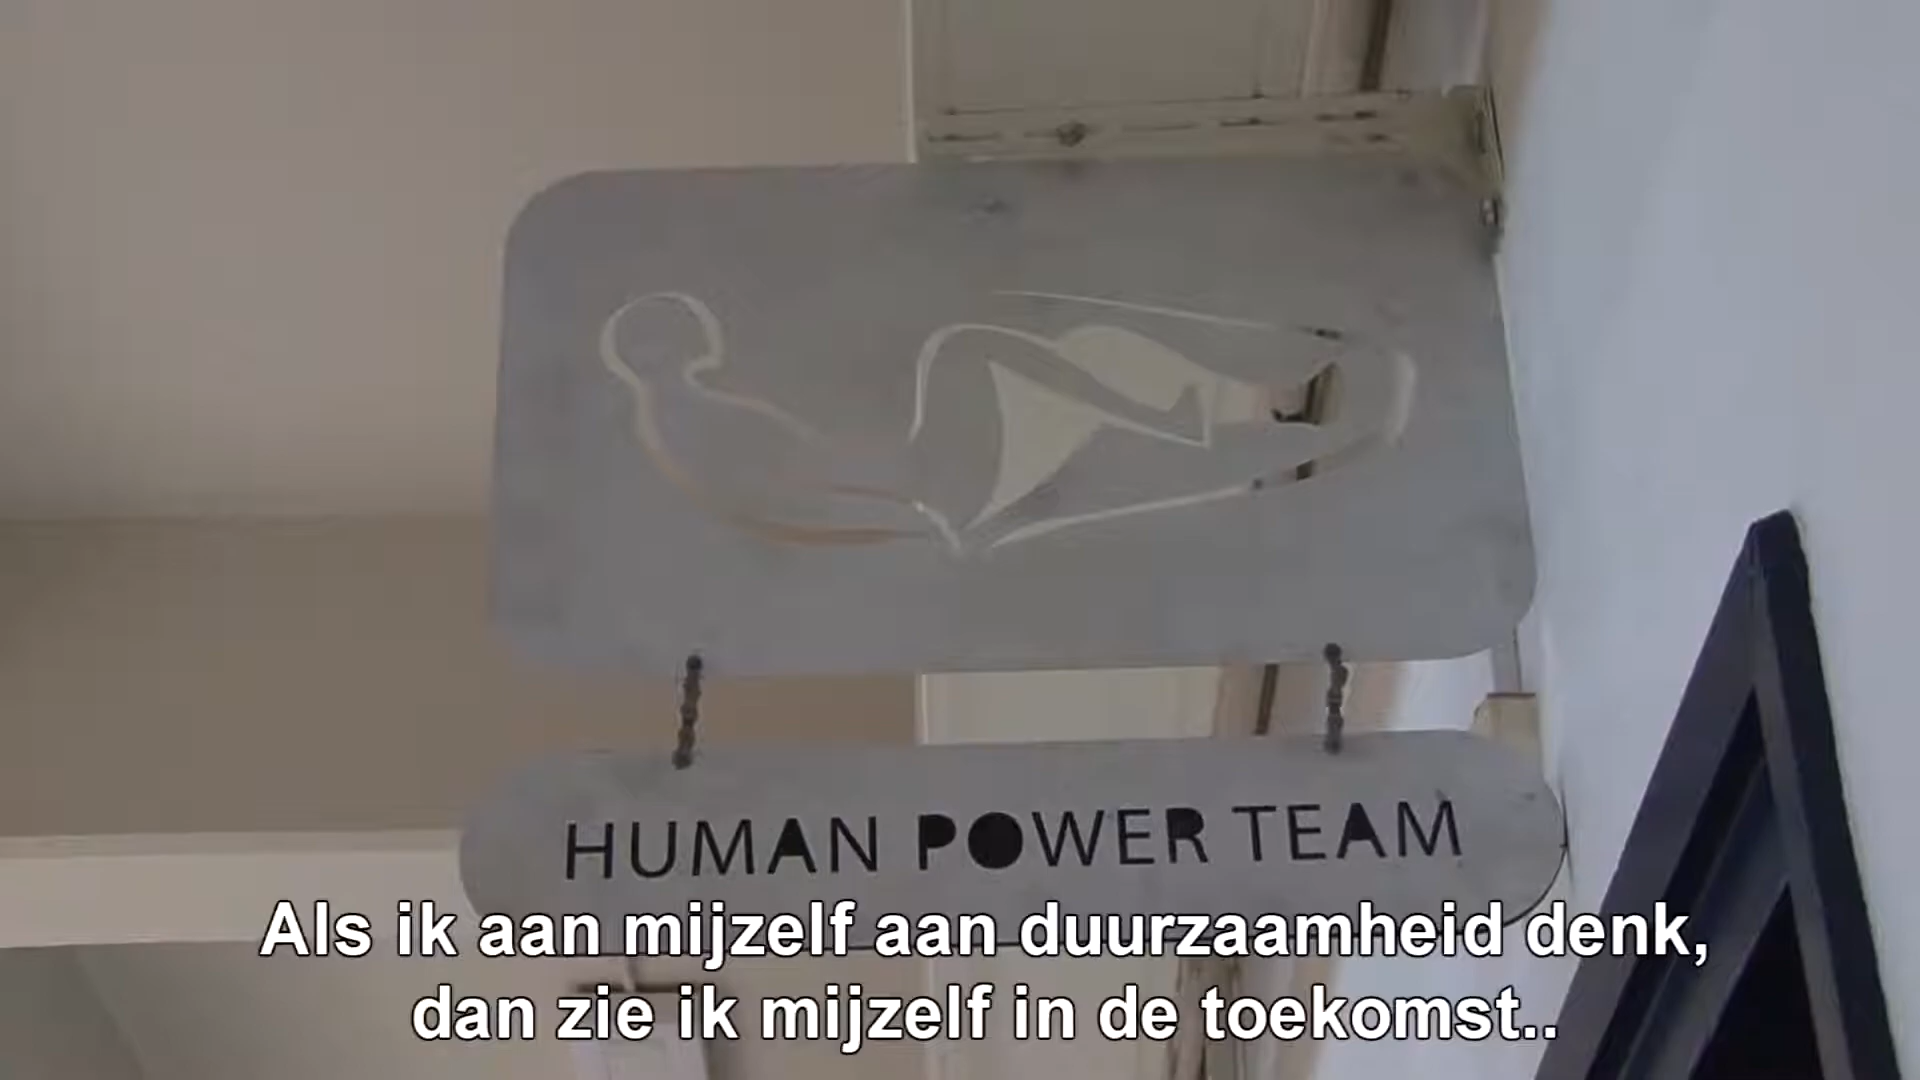 HUMAN POWER TEAM
Als ik aan mijzelf aan duurzaamheid denk,
dan zie ik mijzelf in de toekomst..